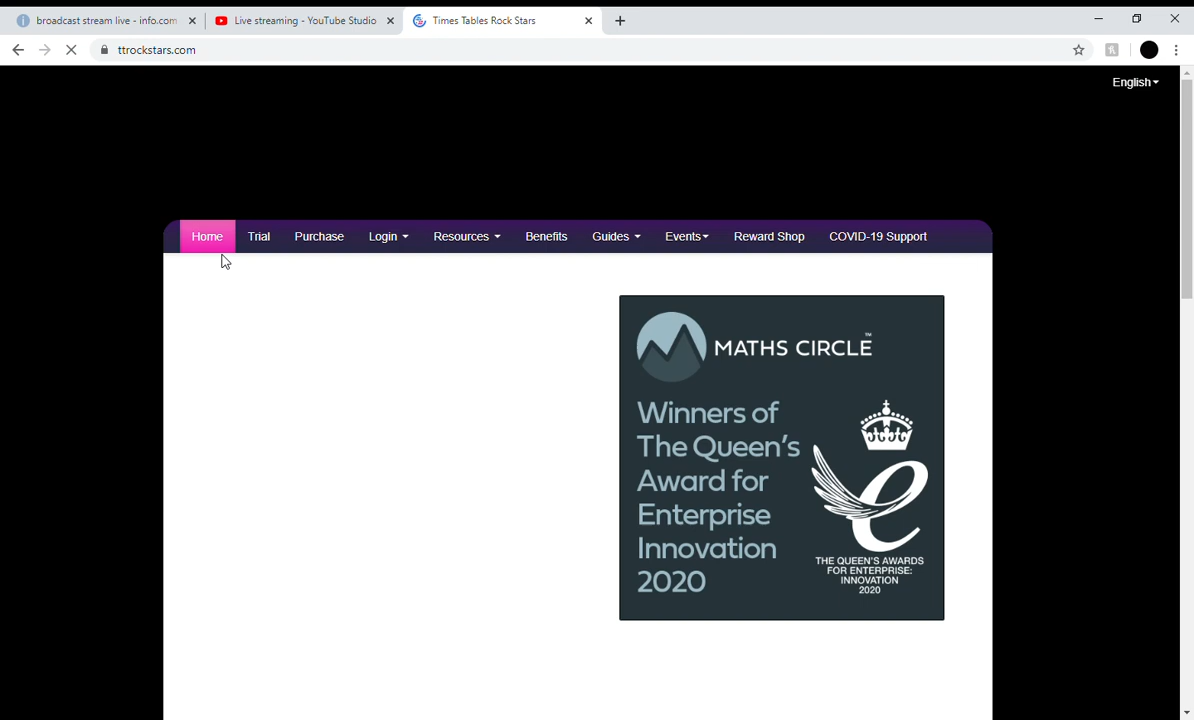 broadcast stream live - info.com
Live streaming - YouTube Studio
Times Tables Rock Stars
ttrockstars.com
English
Home Trial Purchase Login Resources Benefits Guides Events Reward Shop COVID-19 Support
MATHS CIRCLE™
Winners of
The Queen's
Award for
Enterprise
Innovation
2020
THE QUEEN'S AWARDS
FOR ENTERPRISE:
INNOVATION
2020